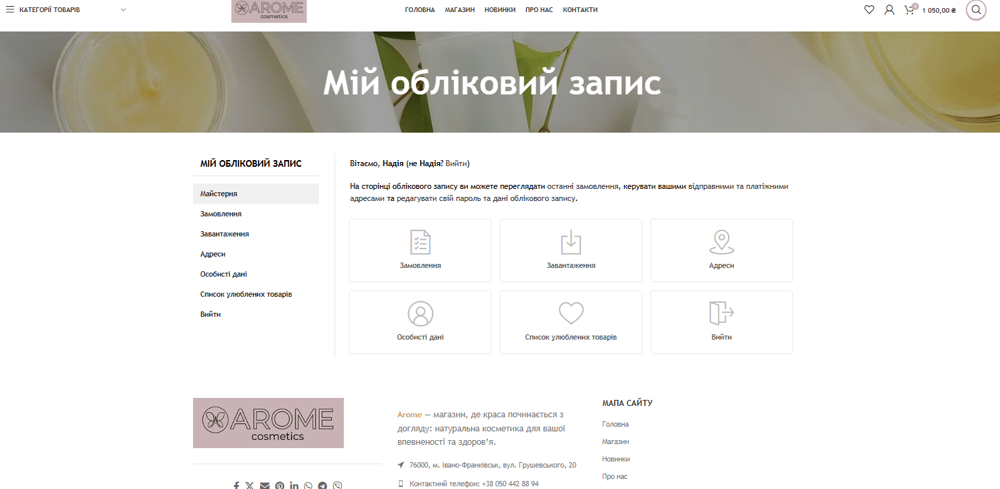 КАТЕГОРІЇ ТОВАРІВ
AROME
cosmetics
ГОЛОВНА МАГАЗИН НОВИНКИ ПРО НАС КОНТАКТИ
1
1 050,00 ₴
Мій обліковий запис
МІЙ ОБЛІКОВИЙ ЗАПИС
Майстерня
Замовлення
Завантаження
Адреси
Особисті дані
Список улюблених товарів
Вийти
Вітаємо, Надія (не Надія? Вийти)
На сторінці облікового запису ви можете переглядати останні замовлення, керувати вашими відправними та платіжними
адресами та редагувати свій пароль та дані облікового запису.
Замовлення
Завантаження
Адреси
Особисті дані
Список улюблених товарів
Вийти
AROME
cosmetics
Arome — магазин, де краса починається з
догляду: натуральна косметика для вашої
впевненості та здоров’я.
76000, м. Івано-Франківськ, вул. Грушевського, 20
Контактинй телефон: +38 050 442 88 94
МАПА САЙТУ
Головна
Магазин
Новинки
Про нас